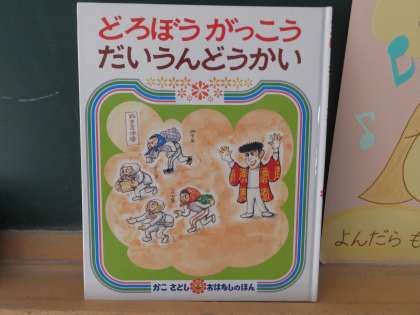 どろぼう がっこう
だいうんどうかい
かこ さとし
おはなしのほん
よんだら も